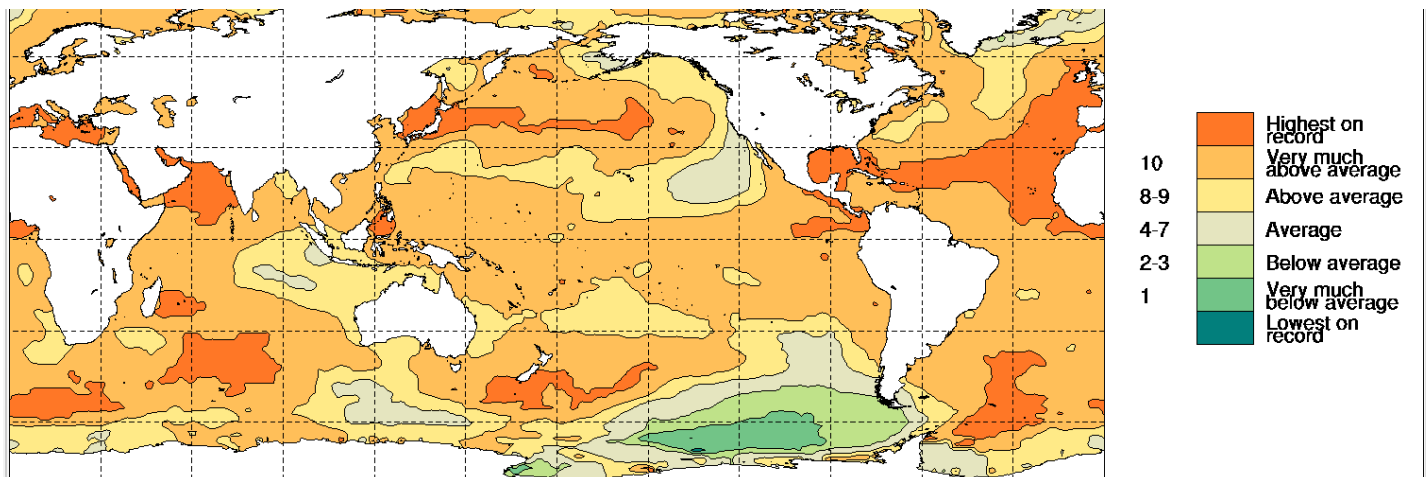 Highest on
record
10 Very much
above average
8-9 Above average
4-7 Average
2-3 Below average
1 Very much
below average
Lowest on
record